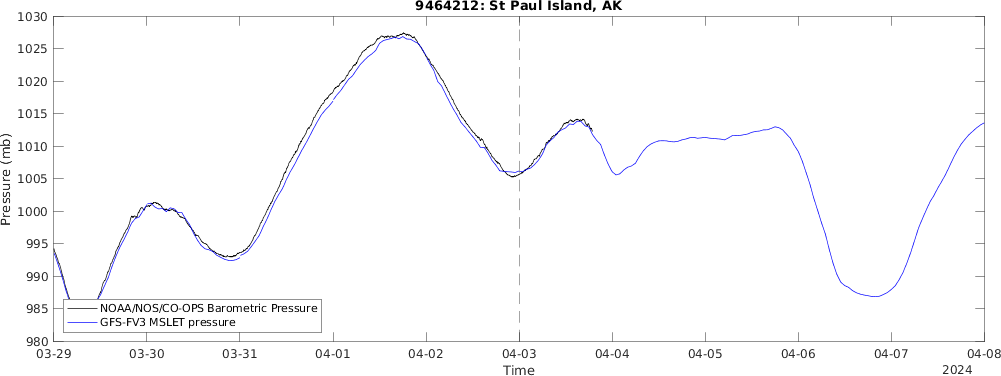 9464212: St Paul Island, AK
Pressure (mb)
1030
1025
1020
1015
1010
1005
1000
995
990
985
980
NOAA/NOS/CO-OPS Barometric Pressure
GFS-FV3 MSLET pressure
03-29 03-30 03-31 04-01 04-02 04-03 04-04 04-05 04-06 04-07 04-08
Time
2024